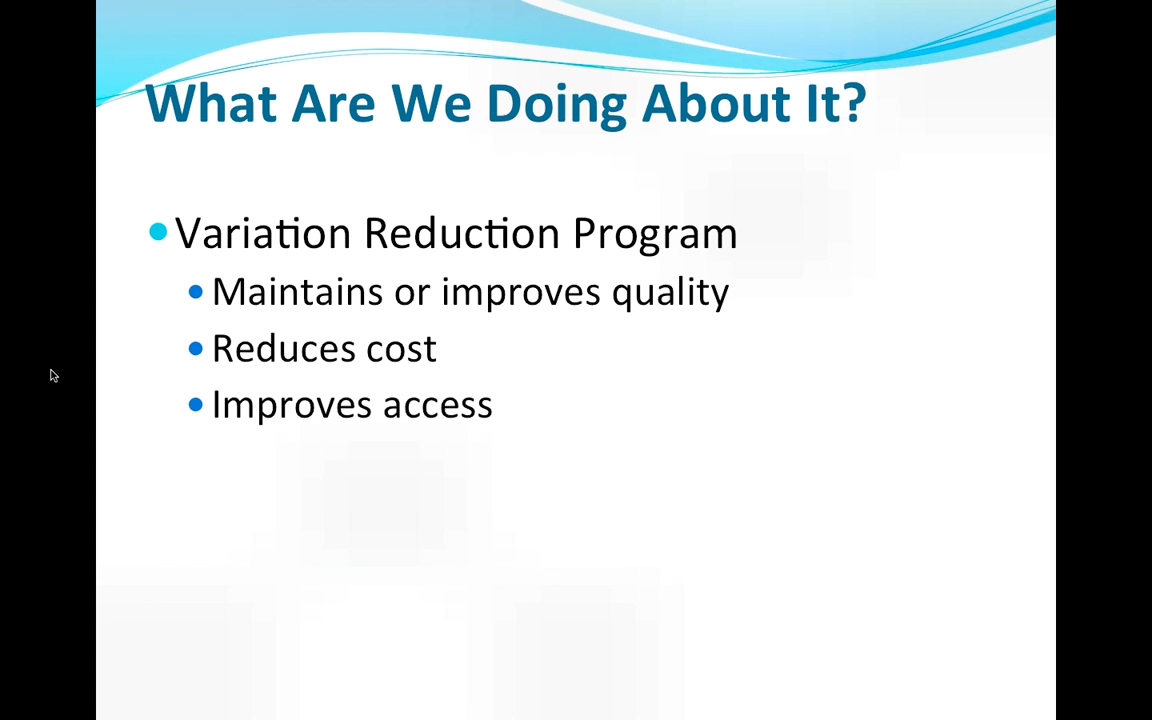 What Are We Doing About It?
Variation Reduction Program
Maintains or improves quality
Reduces cost
Improves access